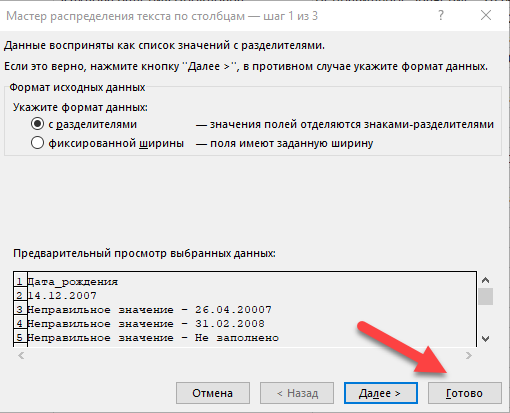 Мастер распределения текста по столбцам — шаг 1 из 3 ? ×
Данные восприняты как список значений с разделителями.
Если это верно, нажмите кнопку "Далее >", в противном случае укажите формат данных.
Формат исходных данных
Укажите формат данных:
с разделителями — значения полей отделяются знаками-разделителями
фиксированной ширины — поля имеют заданную ширину
Предварительный просмотр выбранных данных:
1 Дата_рождения
2 14.12.2007
3 Неправильное значение - 26.04.20007
4 Неправильное значение - 31.02.2008
5 Неправильное значение - Не заполнено
Отмена < Назад Далее > Готово